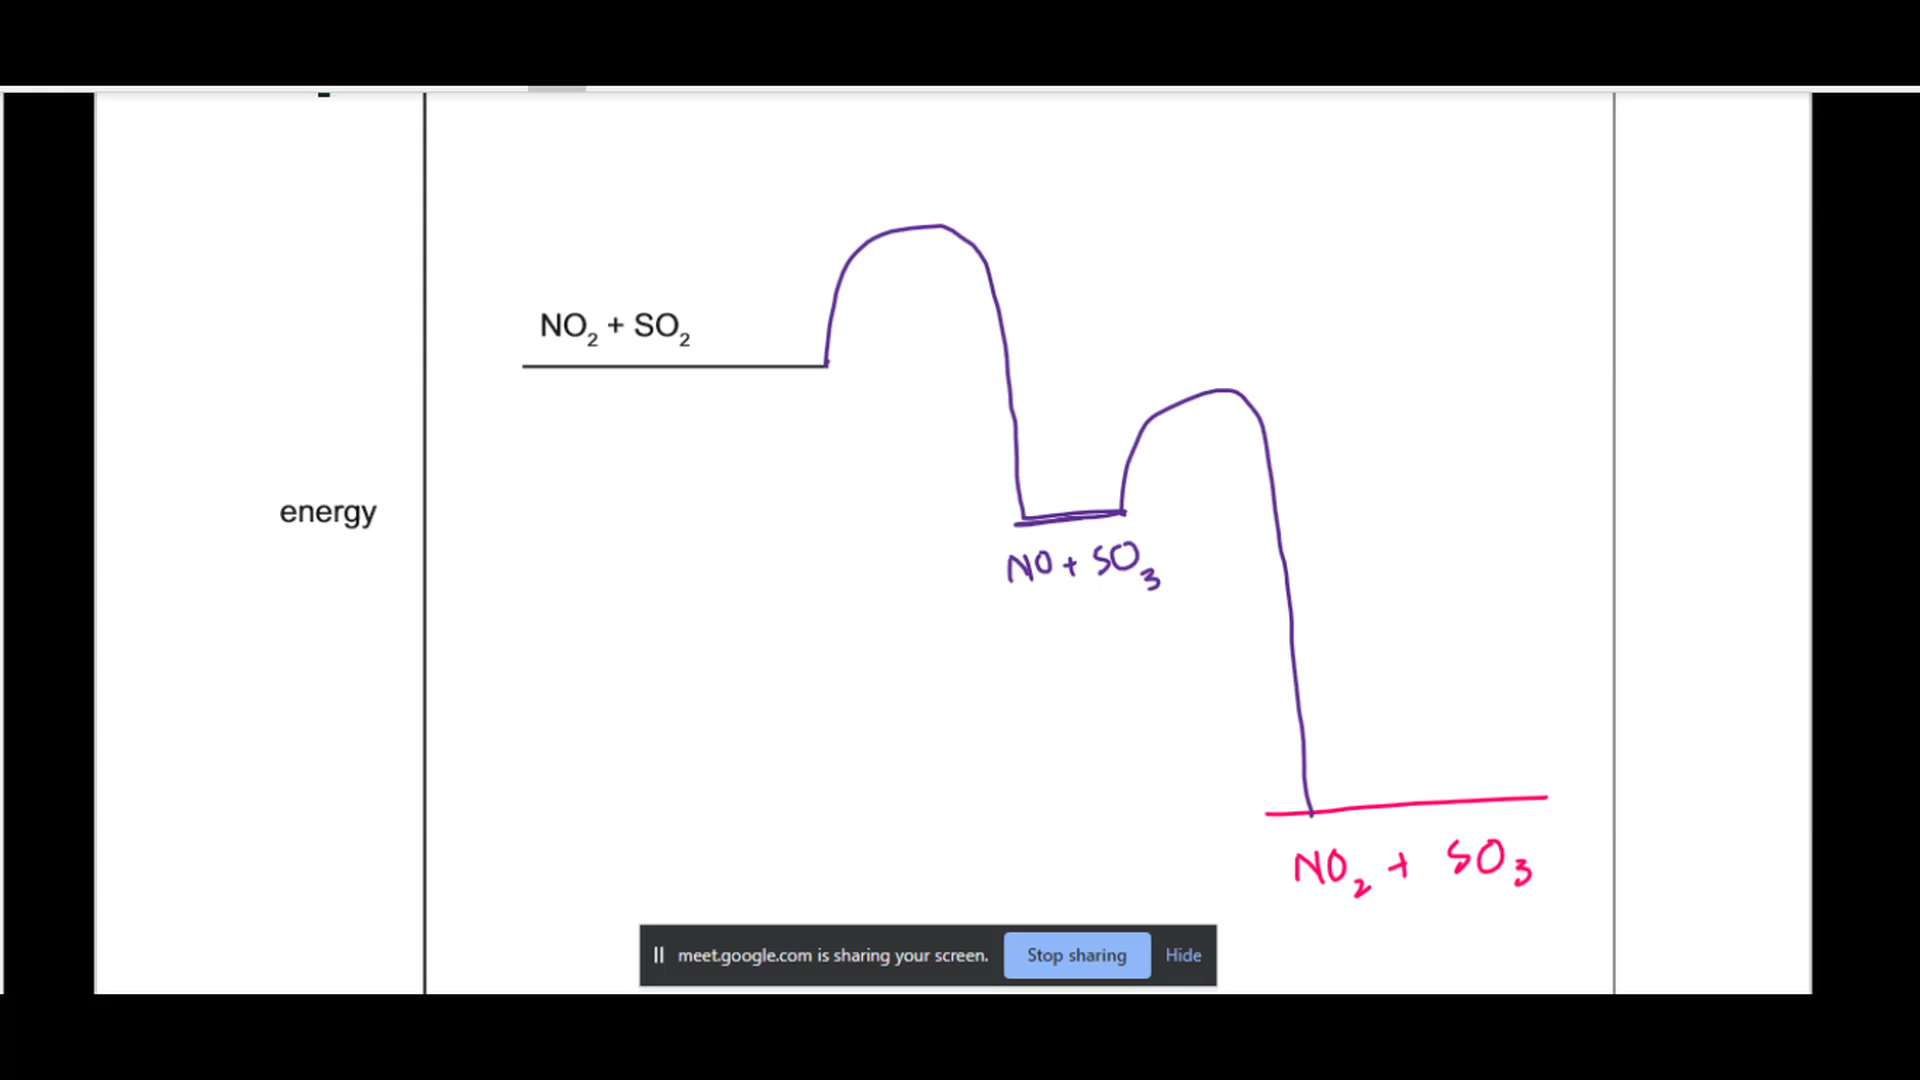 NO₂ + SO₂
energy
NO + SO₃
NO₂ + SO₃
meet.google.com is sharing your screen. Stop sharing Hide